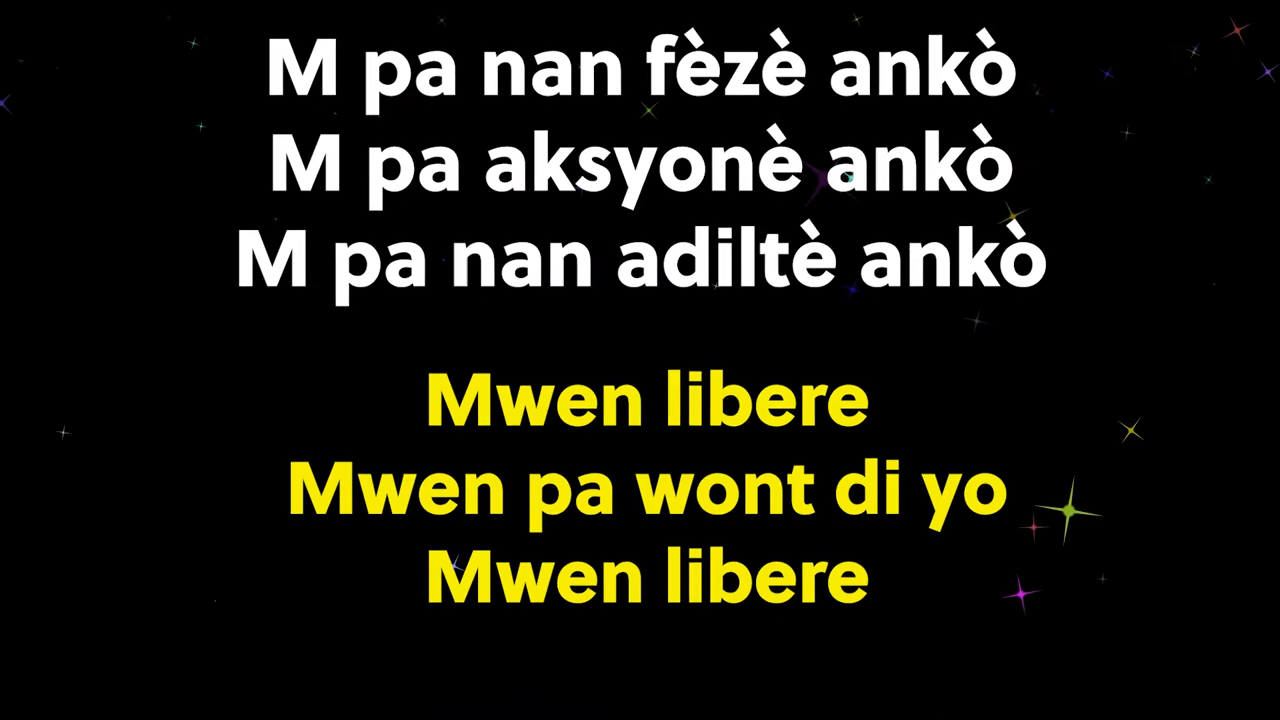 M pa nan fèzè ankò
M pa aksyonè ankò
M pa nan adiltè ankò
Mwen libere
Mwen pa wont di yo
Mwen libere